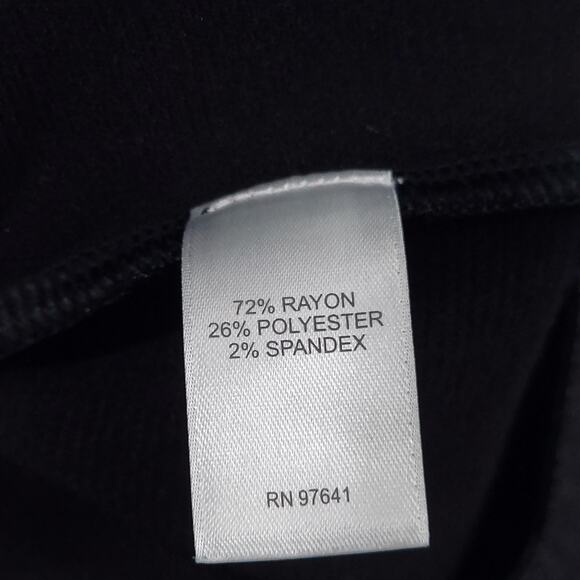 72% RAYON
26% POLYESTER
2% SPANDEX
RN 97641